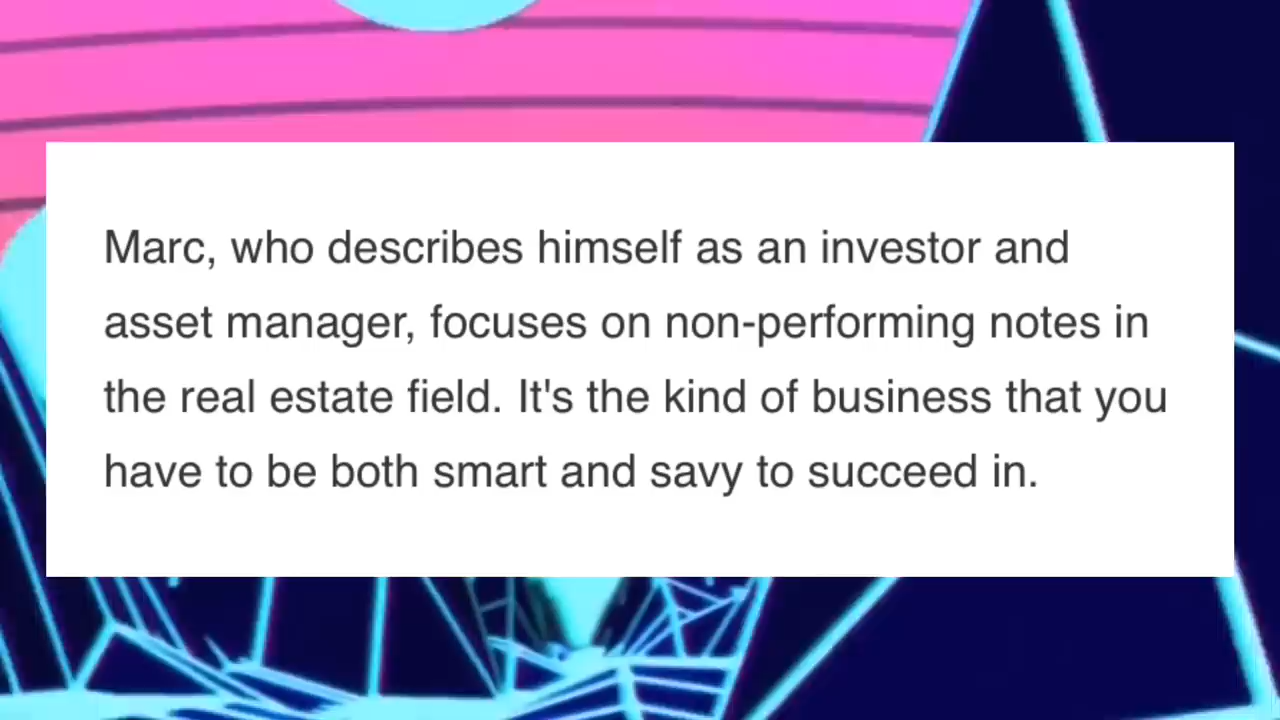 Marc, who describes himself as an investor and
asset manager, focuses on non-performing notes in
the real estate field. It's the kind of business that you
have to be both smart and savy to succeed in.